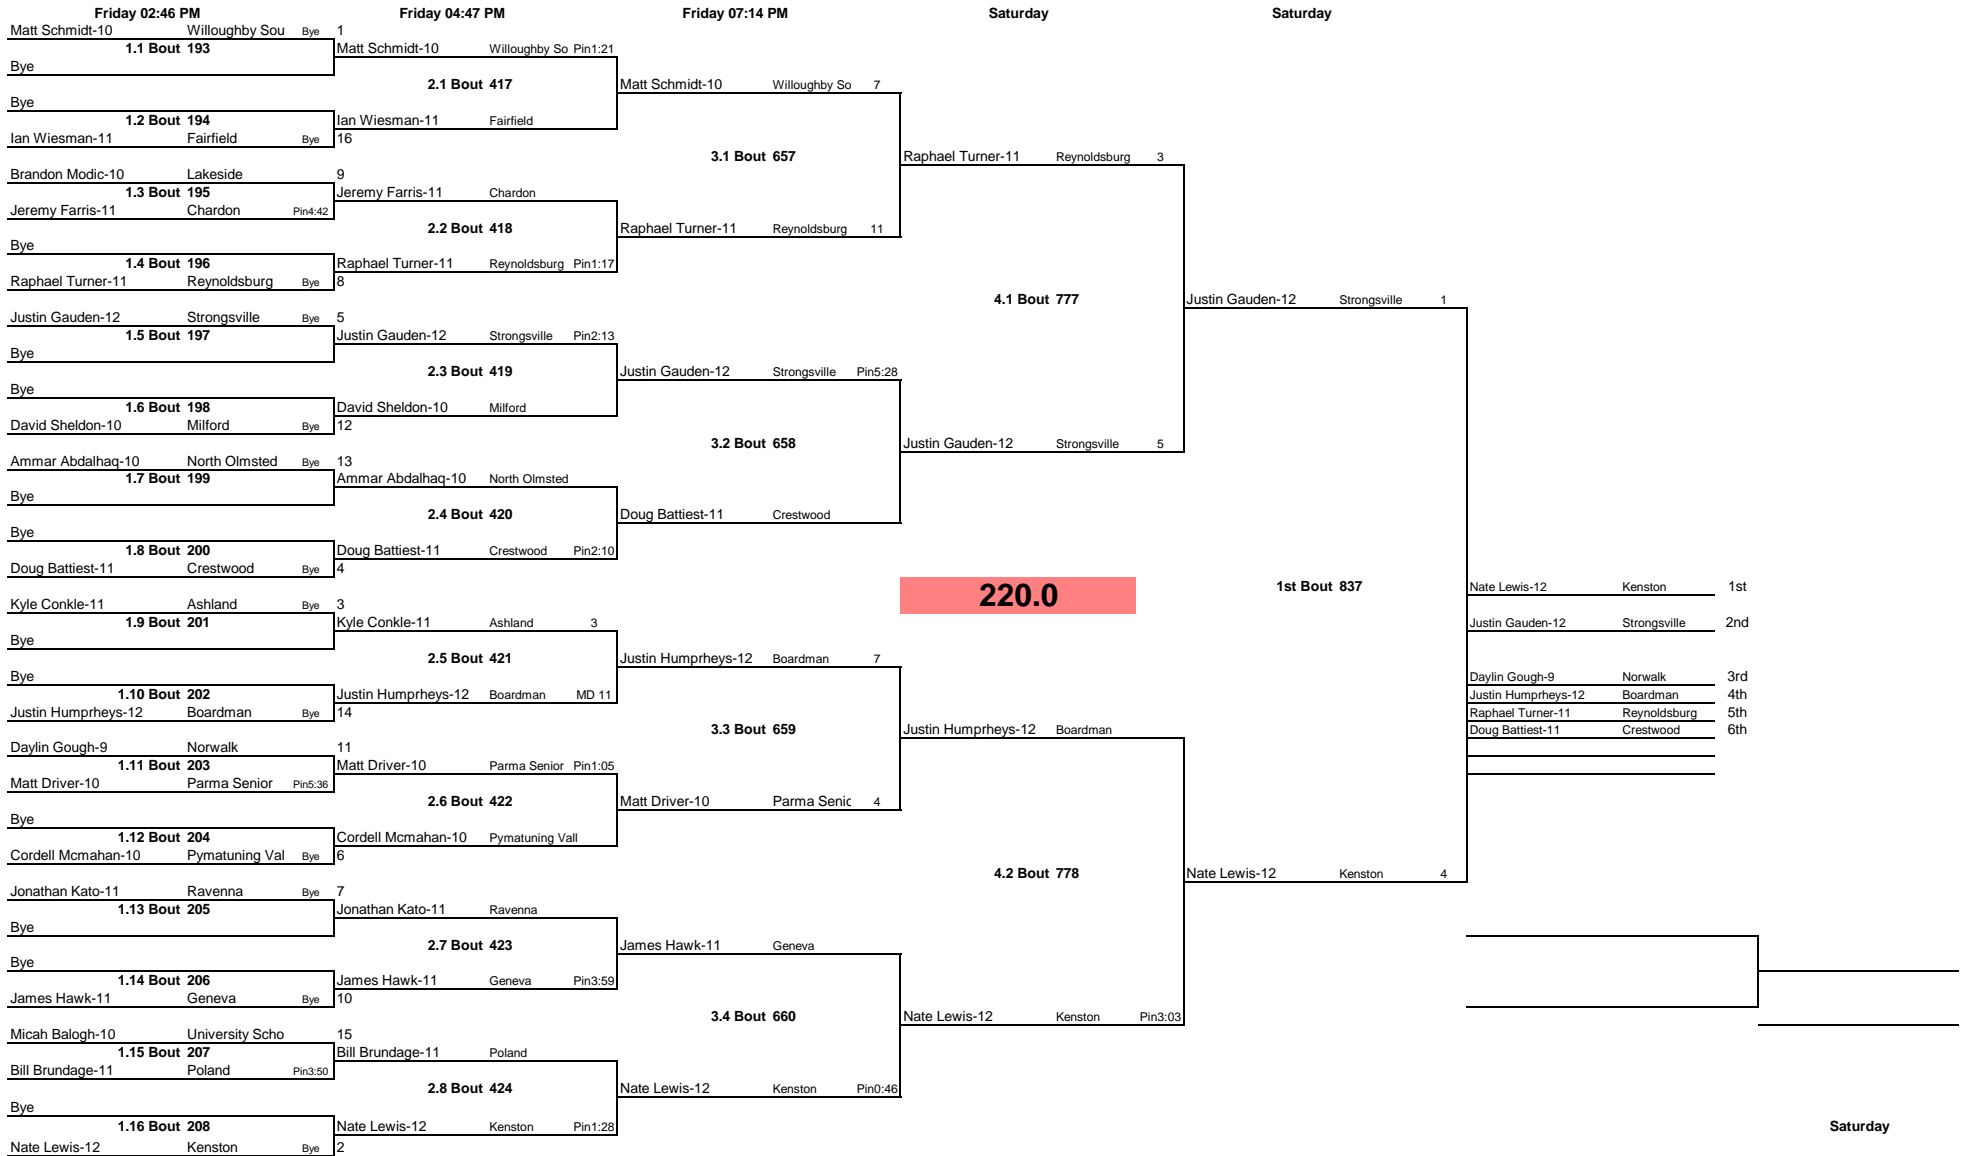 Friday 02:46 PM Friday 04:47 PM Friday 07:14 PM Saturday Saturday
Matt Schmidt-10 Willoughby Sou Bye 1
1.1 Bout 193 Matt Schmidt-10 Willoughby So Pin1:21
Bye
2.1 Bout 417 Matt Schmidt-10 Willoughby So 7
Bye
1.2 Bout 194 Ian Wiesman-11 Fairfield
Ian Wiesman-11 Fairfield Bye 16
3.1 Bout 657 Raphael Turner-11 Reynoldsburg 3
Brandon Modic-10 Lakeside 9
1.3 Bout 195 Jeremy Farris-11 Chardon
Jeremy Farris-11 Chardon Pin4:42
2.2 Bout 418 Raphael Turner-11 Reynoldsburg 11
Bye
1.4 Bout 196 Raphael Turner-11 Reynoldsburg Pin1:17
Raphael Turner-11 Reynoldsburg Bye 8
4.1 Bout 777 Justin Gauden-12 Strongsville 1
Justin Gauden-12 Strongsville Bye 5
1.5 Bout 197 Justin Gauden-12 Strongsville Pin2:13
Bye
2.3 Bout 419 Justin Gauden-12 Strongsville Pin5:28
Bye
1.6 Bout 198 David Sheldon-10 Milford
David Sheldon-10 Milford Bye 12
3.2 Bout 658 Justin Gauden-12 Strongsville 5
Ammar Abdalhaq-10 North Olmsted Bye 13
1.7 Bout 199 Ammar Abdalhaq-10 North Olmsted
Bye
2.4 Bout 420 Doug Battiest-11 Crestwood
Bye
1.8 Bout 200 Doug Battiest-11 Crestwood Pin2:10
Doug Battiest-11 Crestwood Bye 4
220.0 1st Bout 837 Nate Lewis-12 Kenston 1st
Kyle Conkle-11 Ashland Bye 3
1.9 Bout 201 Kyle Conkle-11 Ashland 3
Justin Gauden-12 Strongsville 2nd
Bye
2.5 Bout 421 Justin Humprheys-12 Boardman 7
Bye
Daylin Gough-9 Norwalk 3rd
1.10 Bout 202 Justin Humprheys-12 Boardman MD 11
Justin Humprheys-12 Boardman 4th
Justin Humprheys-12 Boardman Bye 14
Raphael Turner-11 Reynoldsburg 5th
3.3 Bout 659 Justin Humprheys-12 Boardman
Doug Battiest-11 Crestwood 6th
Daylin Gough-9 Norwalk 11
1.11 Bout 203 Matt Driver-10 Parma Senior Pin1:05
Matt Driver-10 Parma Senior Pin5:36
2.6 Bout 422 Matt Driver-10 Parma Senic 4
Bye
1.12 Bout 204 Cordell Mcmahan-10 Pymatuning Vall
Cordell Mcmahan-10 Pymatuning Val Bye 6
4.2 Bout 778 Nate Lewis-12 Kenston 4
Jonathan Kato-11 Ravenna Bye 7
1.13 Bout 205 Jonathan Kato-11 Ravenna
Bye
2.7 Bout 423 James Hawk-11 Geneva
Bye
1.14 Bout 206 James Hawk-11 Geneva Pin3:59
James Hawk-11 Geneva Bye 10
3.4 Bout 660 Nate Lewis-12 Kenston Pin3:03
Micah Balogh-10 University Scho 15
1.15 Bout 207 Bill Brundage-11 Poland
Bill Brundage-11 Poland Pin3:50
2.8 Bout 424 Nate Lewis-12 Kenston Pin0:46
Bye
1.16 Bout 208 Nate Lewis-12 Kenston Pin1:28 Saturday
Nate Lewis-12 Kenston Bye 2